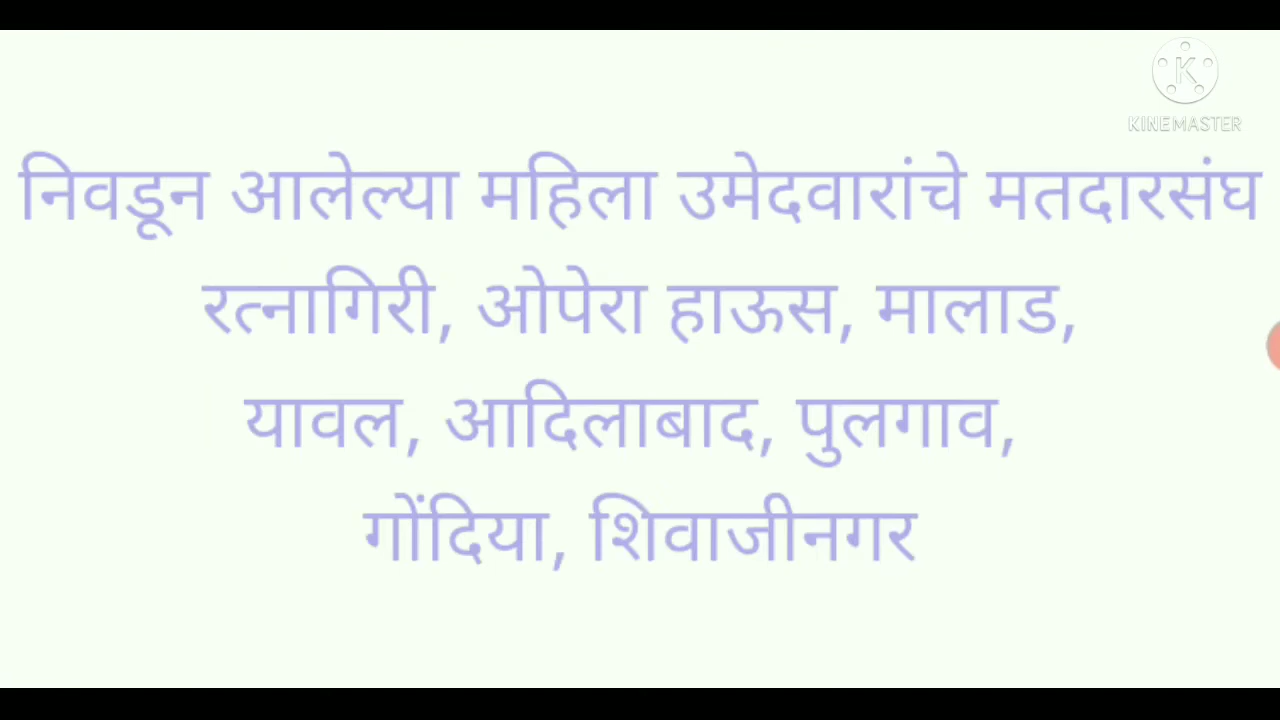 K
KINEMASTER
निवडून आलेल्या महिला उमेदवारांचे मतदारसंघ
रत्नागिरी, ओपेरा हाऊस, मालाड,
यावल, आदिलाबाद, पुलगाव,
गोंदिया, शिवाजीनगर